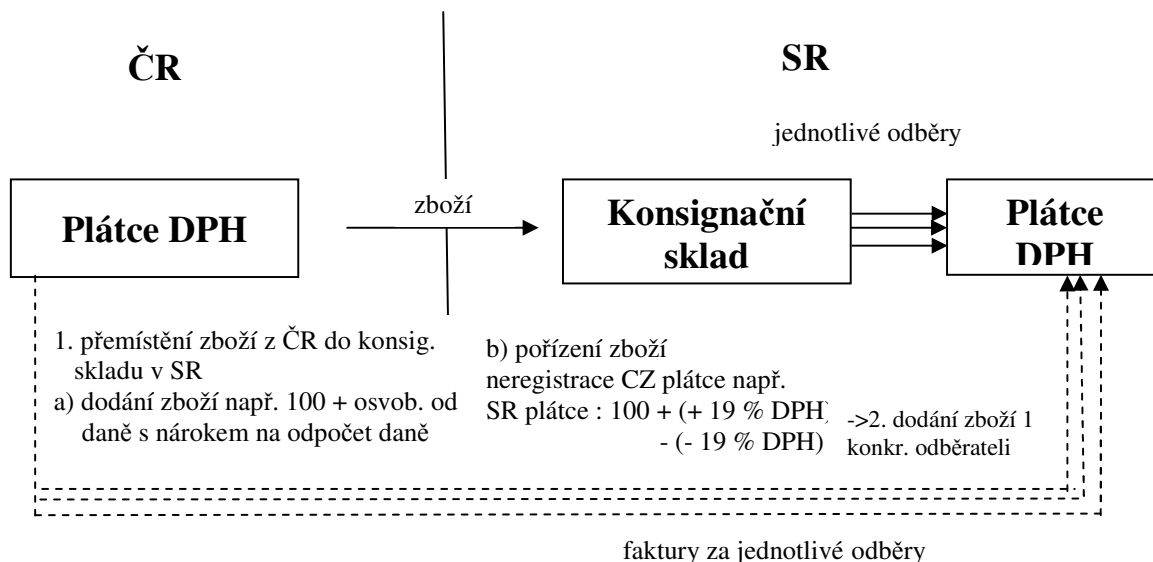 ČR
SR
jednotlivé odběry
Plátce DPH
zboží
Konsignační
sklad
Plátce
DPH
1. přemístění zboží z ČR do konsig.
skladu v SR
a) dodání zboží např. 100 + osvob. od
daně s nárokem na odpočet daně
b) pořízení zboží
neregistrace CZ plátce např.
SR plátce : 100 + (+ 19 % DPH)
- (- 19 % DPH)
->2. dodání zboží 1
konkr. odběrateli
faktury za jednotlivé odběry